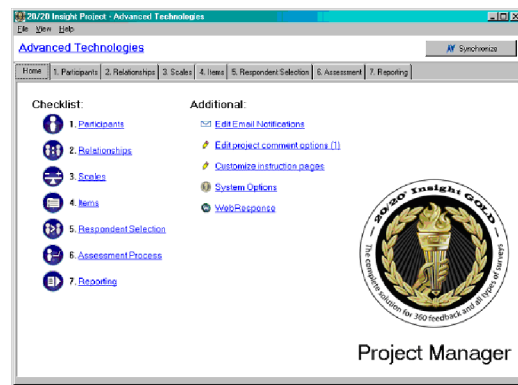 20/20 Insight Project - Advanced Technologies
File View Help
Advanced Technologies
Synchronize
Home 1. Participants 2. Relationships 3. Scales 4. Items 5. Respondent Selection 6. Assessment 7. Reporting
Checklist:
1. Participants
2. Relationships
3. Scales
4. Items
5. Respondent Selection
6. Assessment Process
7. Reporting
Additional:
Edit Email Notifications
Edit project comment options (1)
Customize instruction pages
System Options
WebResponse
20/20® Insight GOLD
The complete solution for 360 feedback and all types of surveys
Project Manager